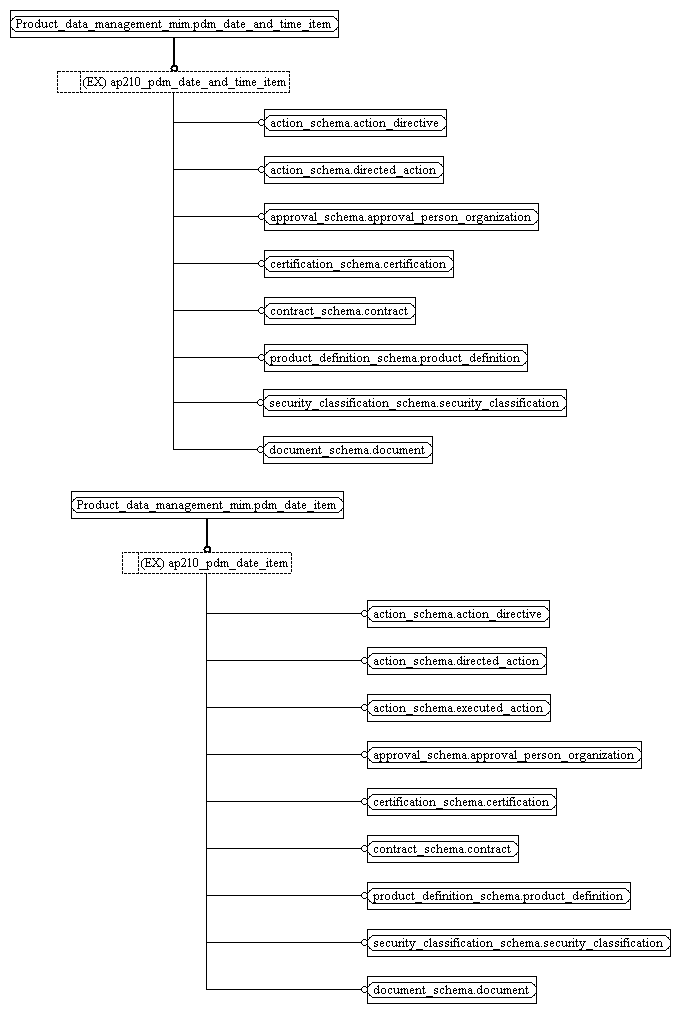 Product_data_management_mim.pdm_date_and_time_item
(EX) ap210_pdm_date_and_time_item
action_schema.action_directive
action_schema.directed_action
approval_schema.approval_person_organization
certification_schema.certification
contract_schema.contract
product_definition_schema.product_definition
security_classification_schema.security_classification
document_schema.document
Product_data_management_mim.pdm_date_item
(EX) ap210_pdm_date_item
action_schema.action_directive
action_schema.directed_action
action_schema.executed_action
approval_schema.approval_person_organization
certification_schema.certification
contract_schema.contract
product_definition_schema.product_definition
security_classification_schema.security_classification
document_schema.document